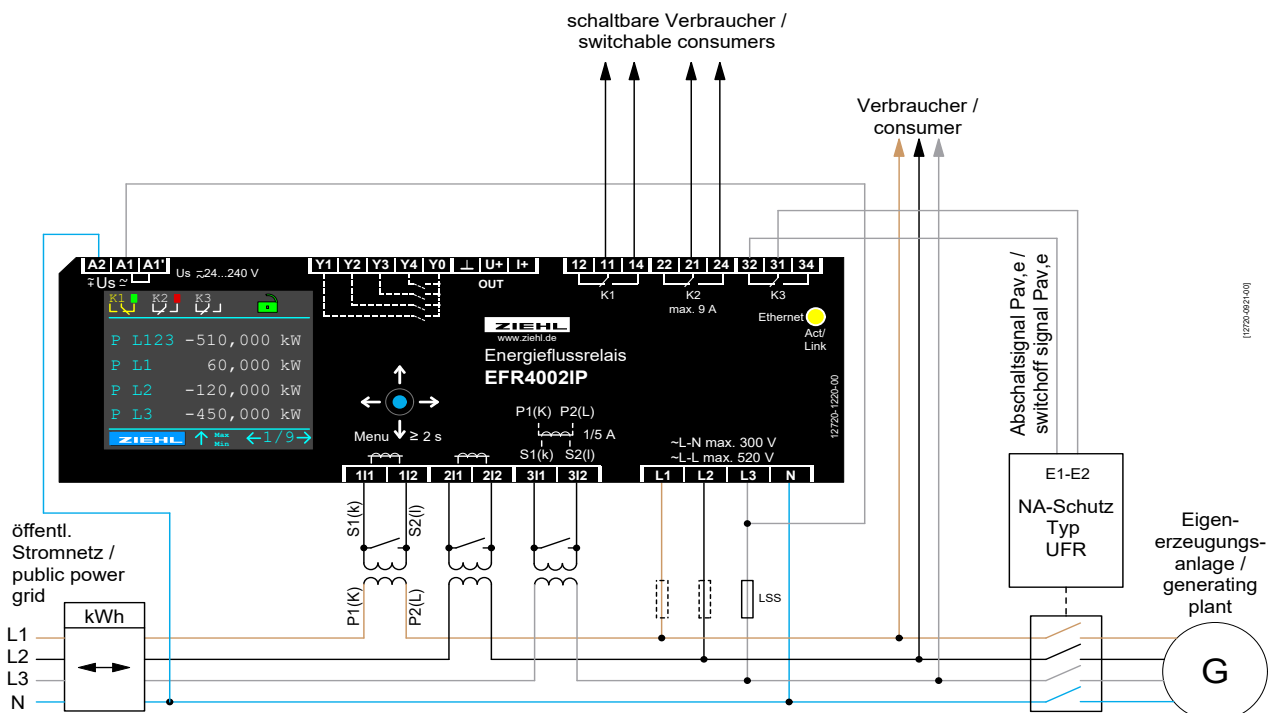 schaltbare Verbraucher /
switchable consumers
Verbraucher /
consumer
A2 A1 A1'
Us
Us 24...240 V
Y1 Y2 Y3 Y4 Y0 ⊥ U+ I+
OUT
12 11 14 22 21 24 32 31 34
K1 K2 K3
max. 9 A
K1 K2 K3
P L123 -510,000 kW
P L1 60,000 kW
P L2 -120,000 kW
P L3 -450,000 kW
ZIEHL ↑ Max Min ←1/9→
ZIEHL
www.ziehl.de
Energieflussrelais
EFR4002IP
Ethernet
Act/
Link
12720-1220-00
Menu ≥ 2 s
P1(K) P2(L)
1/5 A
S1(k) S2(l)
~L-N max. 300 V
~L-L max. 520 V
1I1 1I2 2I1 2I2 3I1 3I2 L1 L2 L3 N
S1(k) S2(l)
P1(K) P2(L)
LSS
Abschaltsignal Pav,e /
switchoff signal Pav,e
[12720-0921-00]
E1-E2
NA-Schutz
Typ
UFR
Eigen-
erzeugungs-
anlage /
generating
plant
G
öffentl.
Stromnetz /
public power
grid
kWh
L1
L2
L3
N